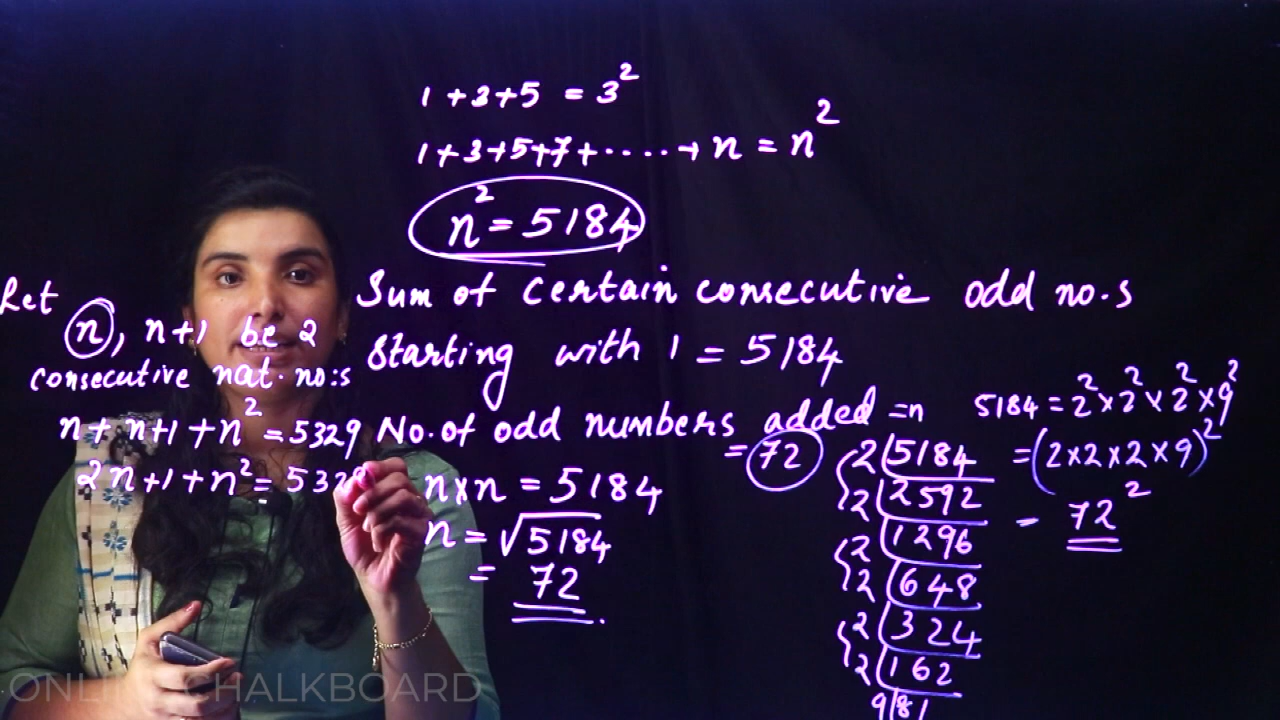 1 + 3 + 5 = 3²
1 + 3 + 5 + 7 + ..... + n = n²
n² = 5184
Sum of certain consecutive odd no.s
starting with 1 = 5184
No. of odd numbers added = n
= 72
n × n = 5184
n = √5184
= 72
Let
n, n+1 be 2
consecutive nat. no:s
n + n+1 + n² = 5329
2n+1+n² = 532
5184 = 2² × 2² × 2² × 9²
= (2×2×2×9)²
= 72²
2 | 5184
2 | 2592
2 | 1296
2 | 648
2 | 324
2 | 162
9 | 81
ONLINE CHALKBOARD